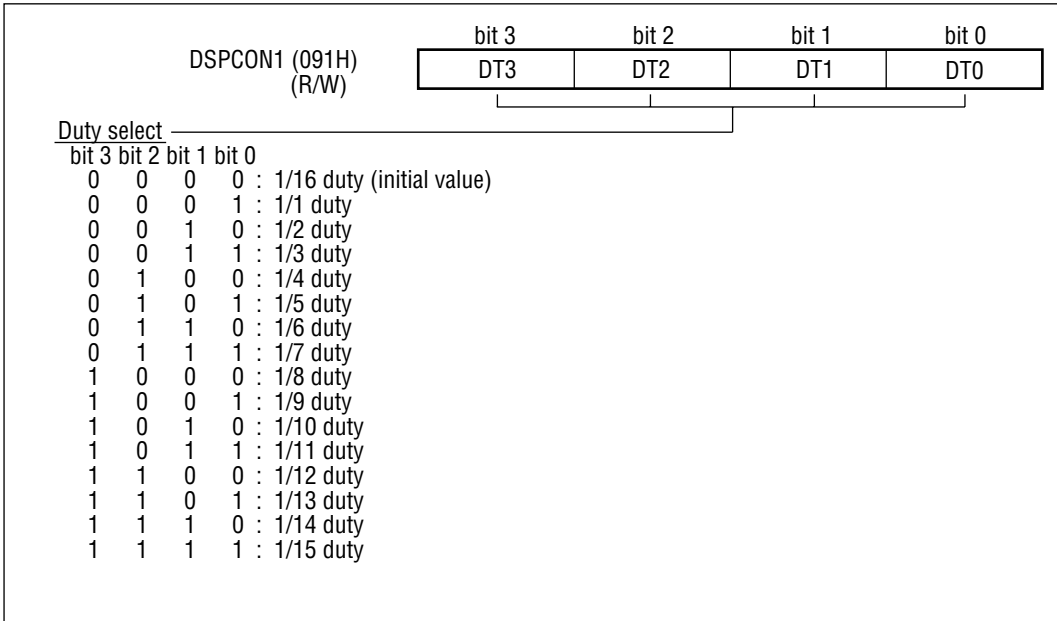 bit 3 bit 2 bit 1 bit 0
DSPCON1 (091H) DT3 DT2 DT1 DT0
(R/W)
Duty select
bit 3 bit 2 bit 1 bit 0
0 0 0 0 : 1/16 duty (initial value)
0 0 0 1 : 1/1 duty
0 0 1 0 : 1/2 duty
0 0 1 1 : 1/3 duty
0 1 0 0 : 1/4 duty
0 1 0 1 : 1/5 duty
0 1 1 0 : 1/6 duty
0 1 1 1 : 1/7 duty
1 0 0 0 : 1/8 duty
1 0 0 1 : 1/9 duty
1 0 1 0 : 1/10 duty
1 0 1 1 : 1/11 duty
1 1 0 0 : 1/12 duty
1 1 0 1 : 1/13 duty
1 1 1 0 : 1/14 duty
1 1 1 1 : 1/15 duty